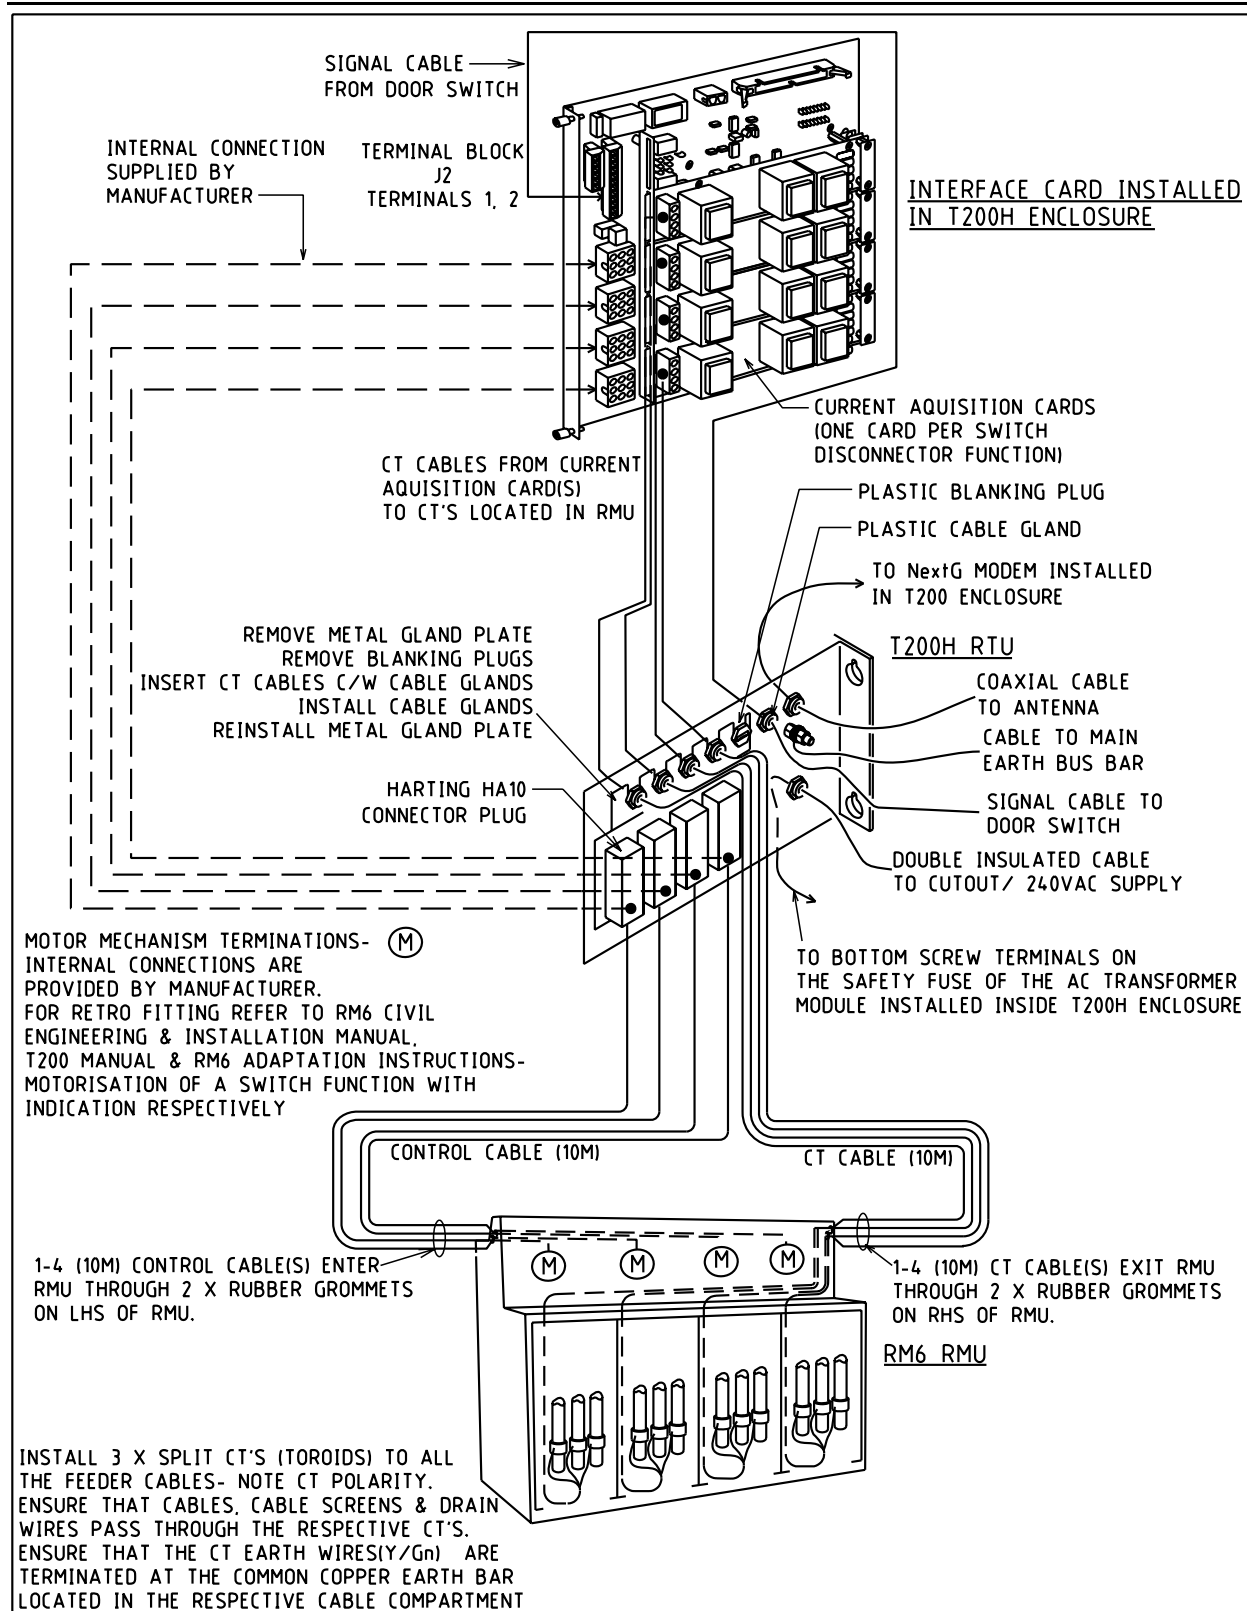 SIGNAL CABLE
FROM DOOR SWITCH
INTERNAL CONNECTION
SUPPLIED BY
MANUFACTURER
TERMINAL BLOCK
J2
TERMINALS 1, 2
INTERFACE CARD INSTALLED
IN T200H ENCLOSURE
CURRENT AQUISITION CARDS
(ONE CARD PER SWITCH
DISCONNECTOR FUNCTION)
CT CABLES FROM CURRENT
AQUISITION CARD(S)
TO CT'S LOCATED IN RMU
PLASTIC BLANKING PLUG
PLASTIC CABLE GLAND
TO NextG MODEM INSTALLED
IN T200 ENCLOSURE
REMOVE METAL GLAND PLATE
REMOVE BLANKING PLUGS
INSERT CT CABLES C/W CABLE GLANDS
INSTALL CABLE GLANDS
REINSTALL METAL GLAND PLATE
T200H RTU
COAXIAL CABLE
TO ANTENNA
CABLE TO MAIN
EARTH BUS BAR
HARTING HA10
CONNECTOR PLUG
SIGNAL CABLE TO
DOOR SWITCH
DOUBLE INSULATED CABLE
TO CUTOUT/ 240VAC SUPPLY
MOTOR MECHANISM TERMINATIONS- M
INTERNAL CONNECTIONS ARE
PROVIDED BY MANUFACTURER.
FOR RETRO FITTING REFER TO RM6 CIVIL
ENGINEERING & INSTALLATION MANUAL,
T200 MANUAL & RM6 ADAPTATION INSTRUCTIONS-
MOTORISATION OF A SWITCH FUNCTION WITH
INDICATION RESPECTIVELY
TO BOTTOM SCREW TERMINALS ON
THE SAFETY FUSE OF THE AC TRANSFORMER
MODULE INSTALLED INSIDE T200H ENCLOSURE
CONTROL CABLE (10M)
CT CABLE (10M)
M M M M
1-4 (10M) CONTROL CABLE(S) ENTER
RMU THROUGH 2 X RUBBER GROMMETS
ON LHS OF RMU.
1-4 (10M) CT CABLE(S) EXIT RMU
THROUGH 2 X RUBBER GROMMETS
ON RHS OF RMU.
RM6 RMU
INSTALL 3 X SPLIT CT'S (TOROIDS) TO ALL
THE FEEDER CABLES- NOTE CT POLARITY.
ENSURE THAT CABLES, CABLE SCREENS & DRAIN
WIRES PASS THROUGH THE RESPECTIVE CT'S.
ENSURE THAT THE CT EARTH WIRES(Y/Gn) ARE
TERMINATED AT THE COMMON COPPER EARTH BAR
LOCATED IN THE RESPECTIVE CABLE COMPARTMENT